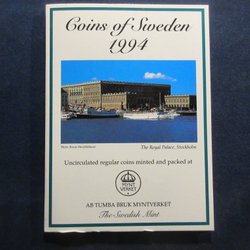 Coins of Sweden
1994
The Royal Palace, Stockholm
Uncirculated regular coins minted and packed at
MYNT
VERKET
AB TUMBA BRUK MYNTVERKET
The Swedish Mint